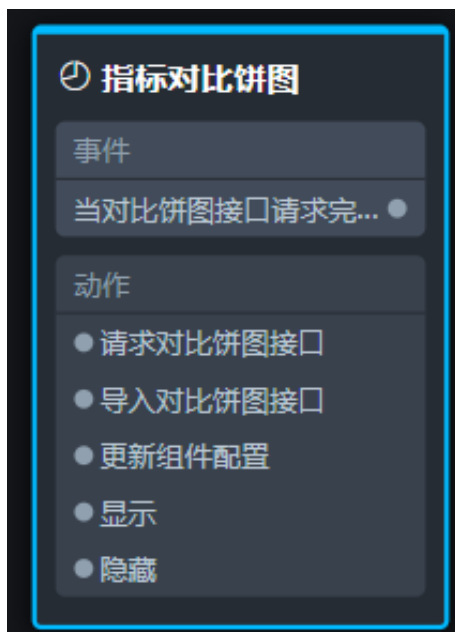 指标对比饼图
事件
当对比饼图接口请求完...
动作
请求对比饼图接口
导入对比饼图接口
更新组件配置
显示
隐藏